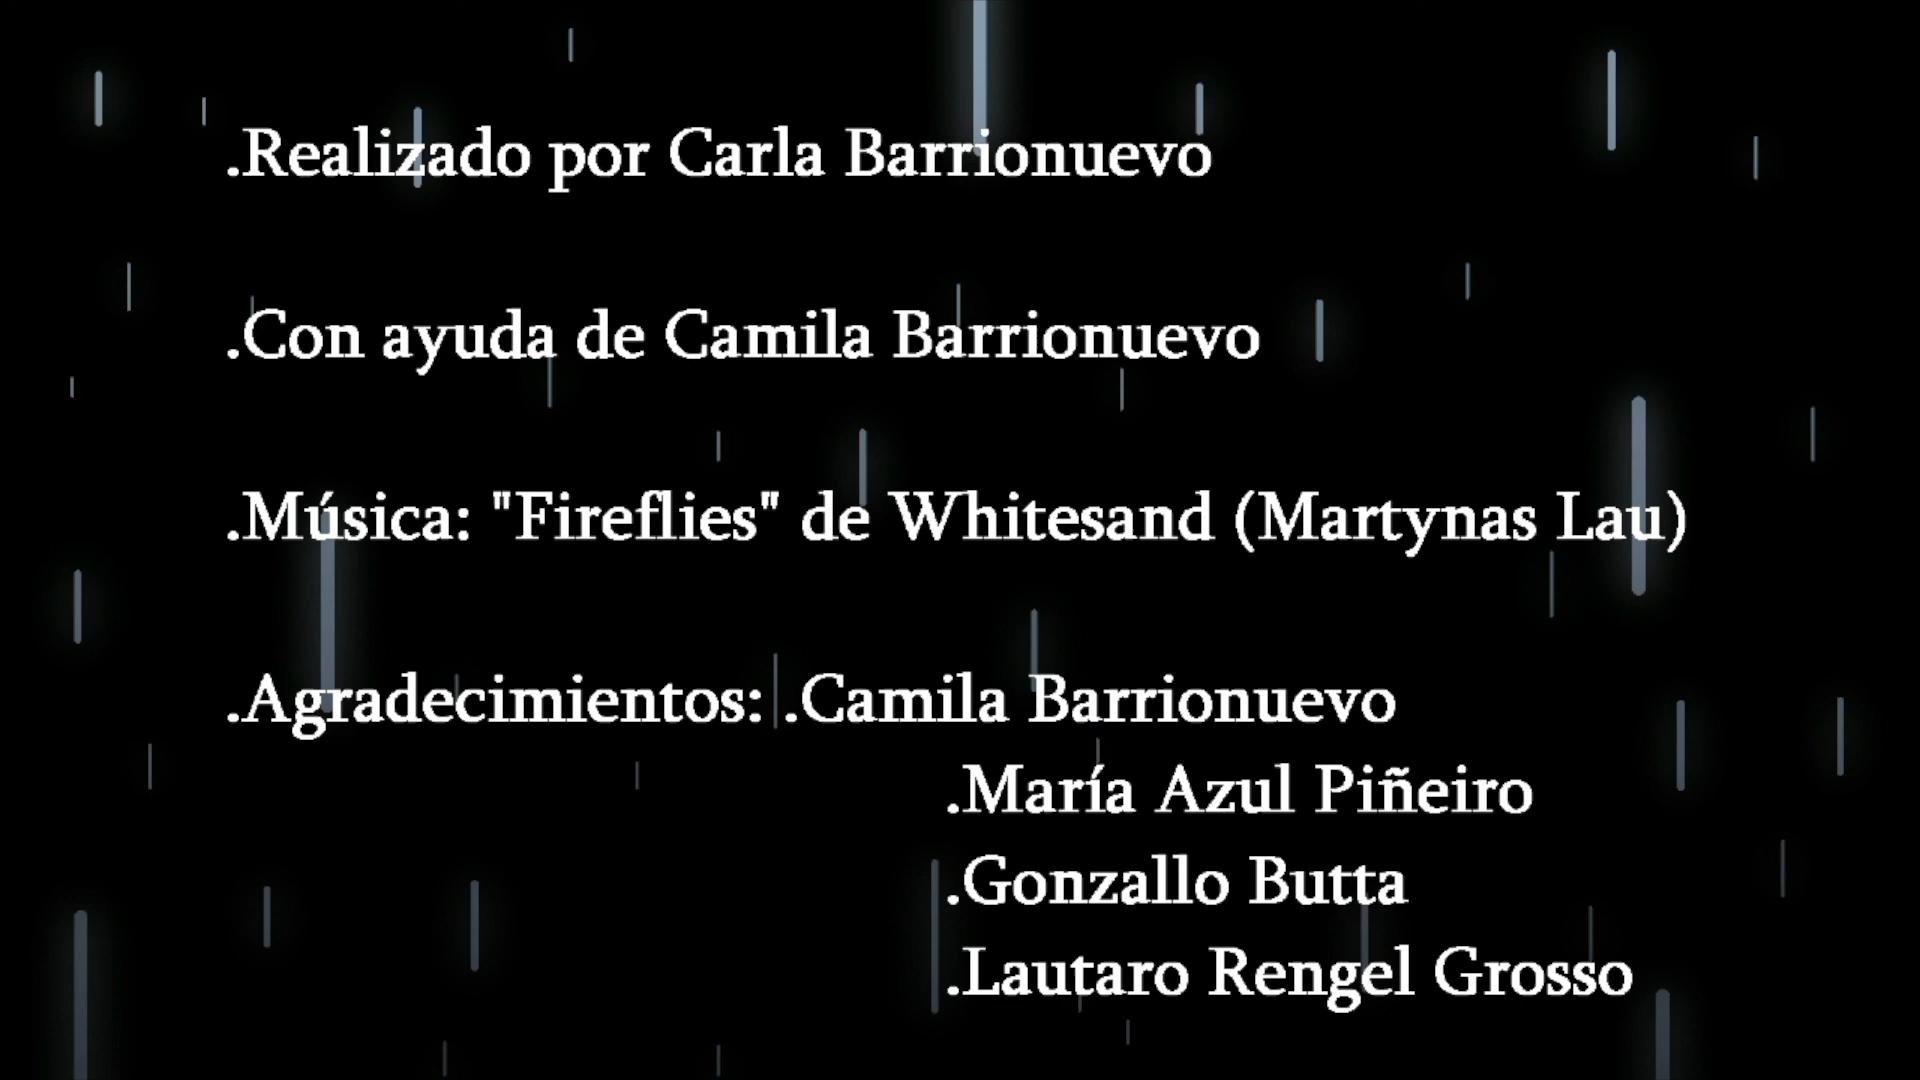 .Realizado por Carla Barrionuevo
.Con ayuda de Camila Barrionuevo
.Música: "Fireflies" de Whitesand (Martynas Lau)
.Agradecimientos: .Camila Barrionuevo
.María Azul Piñeiro
.Gonzallo Butta
.Lautaro Rengel Grosso